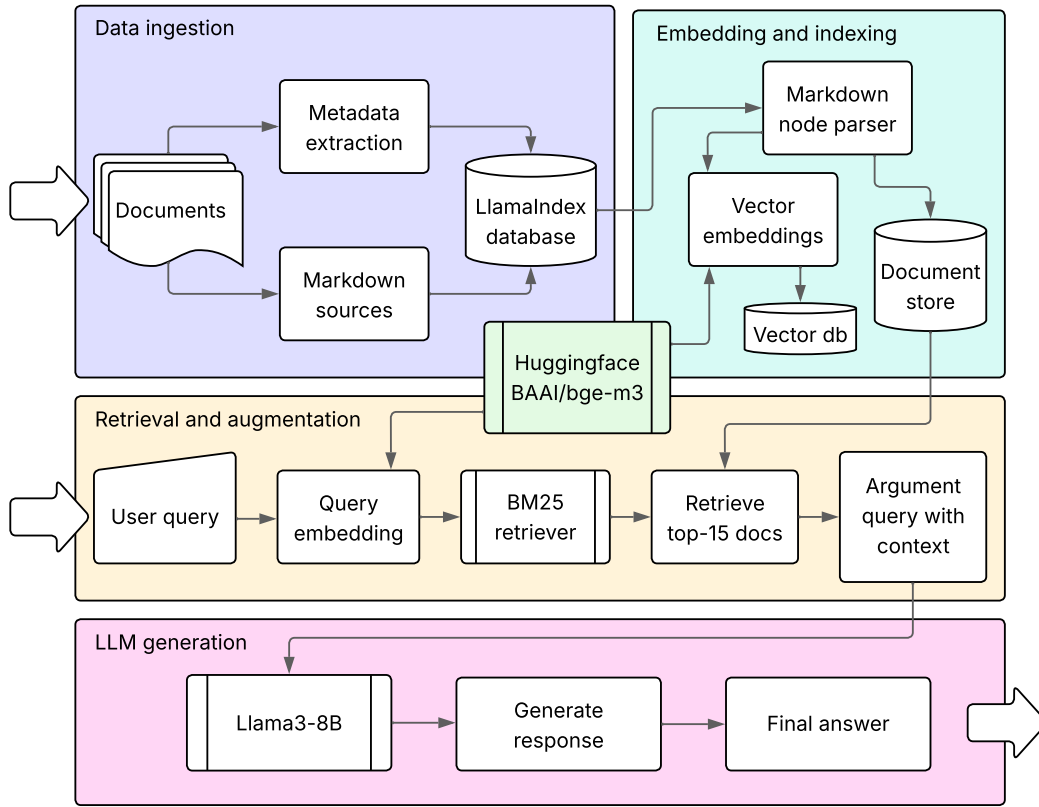 Data ingestion
Metadata
extraction
Documents
LlamaIndex
database
Markdown
sources
Embedding and indexing
Markdown
node parser
Vector
embeddings
Document
store
Vector db
Huggingface
BAAI/bge-m3
Retrieval and augmentation
User query
Query
embedding
BM25
retriever
Retrieve
top-15 docs
Argument
query with
context
LLM generation
Llama3-8B
Generate
response
Final answer